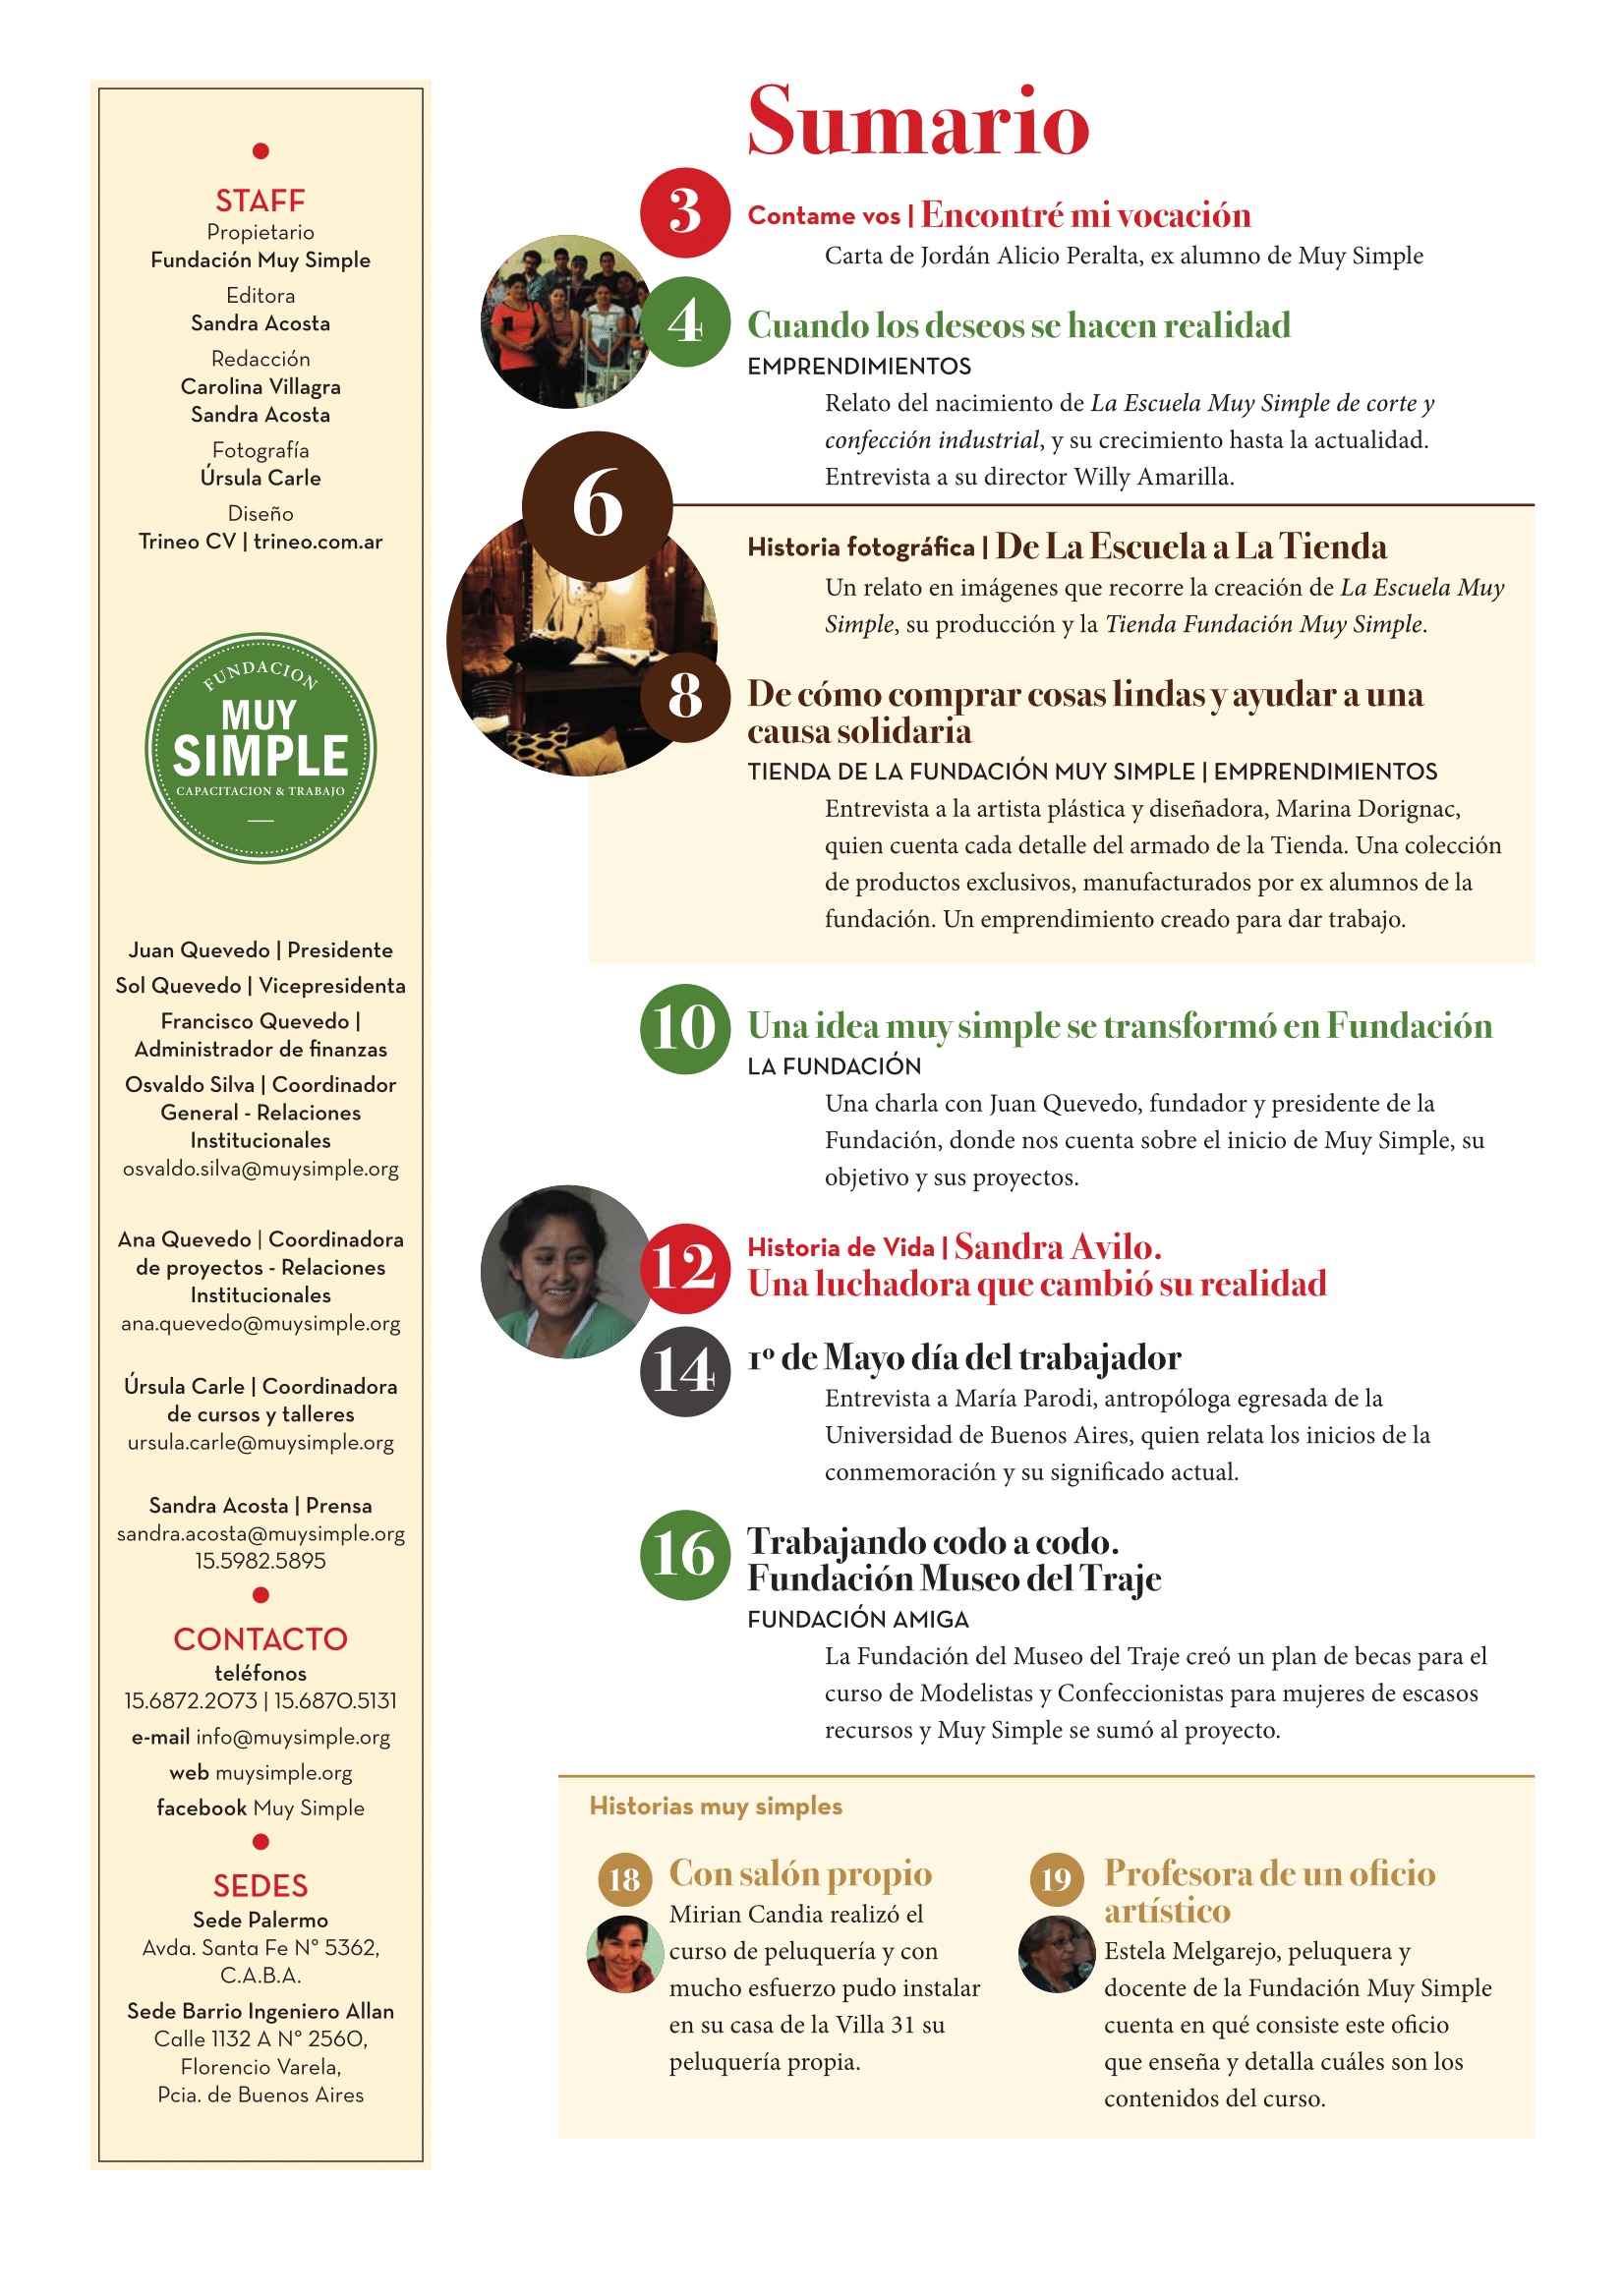 STAFF
Propietario
Fundación Muy Simple
Editora
Sandra Acosta
Redacción
Carolina Villagra
Sandra Acosta
Fotografía
Úrsula Carle
Diseño
Trineo CV | trineo.com.ar
FUNDACION
MUY
SIMPLE
CAPACITACION & TRABAJO
Juan Quevedo | Presidente
Sol Quevedo | Vicepresidenta
Francisco Quevedo |
Administrador de finanzas
Osvaldo Silva | Coordinador
General - Relaciones
Institucionales
osvaldo.silva@muysimple.org
Ana Quevedo | Coordinadora
de proyectos - Relaciones
Institucionales
ana.quevedo@muysimple.org
Úrsula Carle | Coordinadora
de cursos y talleres
ursula.carle@muysimple.org
Sandra Acosta | Prensa
sandra.acosta@muysimple.org
15.5982.5895
CONTACTO
teléfonos
15.6872.2073 | 15.6870.5131
e-mail info@muysimple.org
web muysimple.org
facebook Muy Simple
SEDES
Sede Palermo
Avda. Santa Fe Nº 5362,
C.A.B.A.
Sede Barrio Ingeniero Allan
Calle 1132 A Nº 2560,
Florencio Varela,
Pcia. de Buenos Aires
Sumario
3
Contame vos | Encontré mi vocación
Carta de Jordán Alicio Peralta, ex alumno de Muy Simple
4
Cuando los deseos se hacen realidad
EMPRENDIMIENTOS
Relato del nacimiento de La Escuela Muy Simple de corte y
confección industrial, y su crecimiento hasta la actualidad.
Entrevista a su director Willy Amarilla.
6
Historia fotográfica | De La Escuela a La Tienda
Un relato en imágenes que recorre la creación de La Escuela Muy
Simple, su producción y la Tienda Fundación Muy Simple.
8
De cómo comprar cosas lindas y ayudar a una
causa solidaria
TIENDA DE LA FUNDACIÓN MUY SIMPLE | EMPRENDIMIENTOS
Entrevista a la artista plástica y diseñadora, Marina Dorignac,
quien cuenta cada detalle del armado de la Tienda. Una colección
de productos exclusivos, manufacturados por ex alumnos de la
fundación. Un emprendimiento creado para dar trabajo.
10
Una idea muy simple se transformó en Fundación
LA FUNDACIÓN
Una charla con Juan Quevedo, fundador y presidente de la
Fundación, donde nos cuenta sobre el inicio de Muy Simple, su
objetivo y sus proyectos.
12
Historia de Vida | Sandra Avilo.
Una luchadora que cambió su realidad
14
1º de Mayo día del trabajador
Entrevista a María Parodi, antropóloga egresada de la
Universidad de Buenos Aires, quien relata los inicios de la
conmemoración y su significado actual.
16
Trabajando codo a codo.
Fundación Museo del Traje
FUNDACIÓN AMIGA
La Fundación del Museo del Traje creó un plan de becas para el
curso de Modelistas y Confeccionistas para mujeres de escasos
recursos y Muy Simple se sumó al proyecto.
Historias muy simples
18
Con salón propio
Mirian Candia realizó el
curso de peluquería y con
mucho esfuerzo pudo instalar
en su casa de la Villa 31 su
peluquería propia.
19
Profesora de un oficio
artístico
Estela Melgarejo, peluquera y
docente de la Fundación Muy Simple
cuenta en qué consiste este oficio
que enseña y detalla cuáles son los
contenidos del curso.